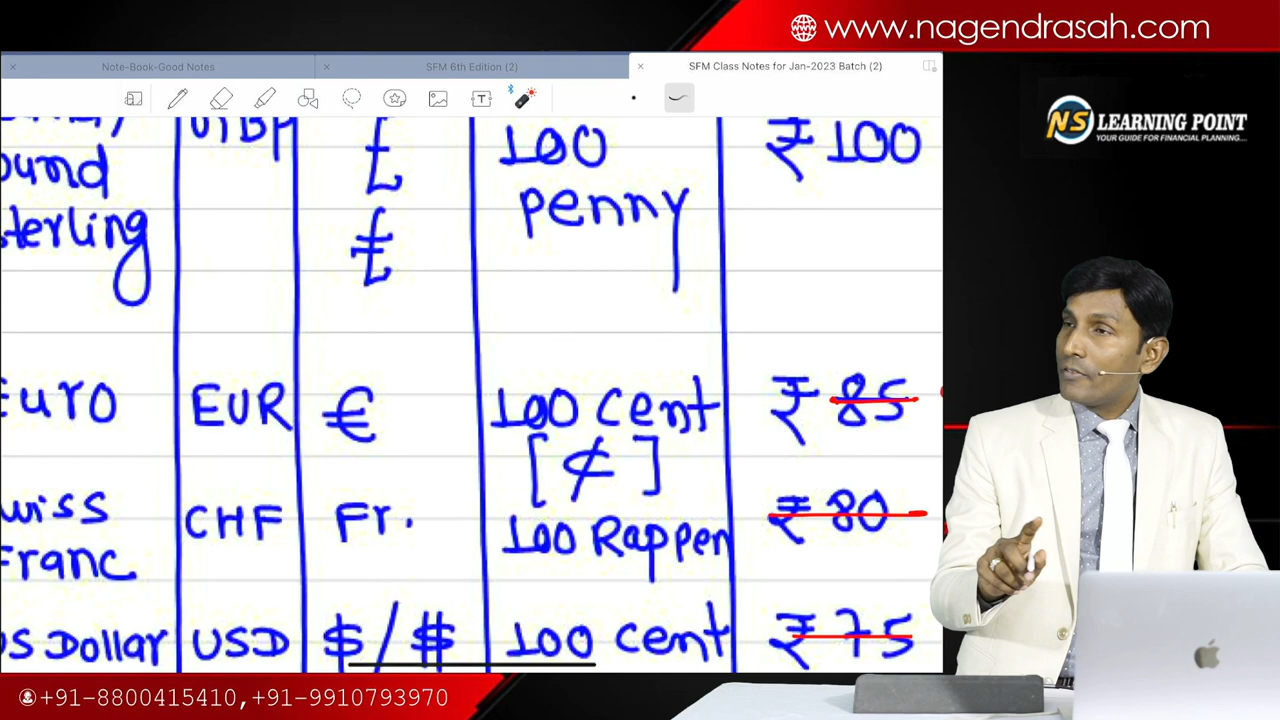 www.nagendrasah.com
Note-Book-Good Notes
SFM 6th Edition (2)
SFM Class Notes for Jan-2023 Batch (2)
NS LEARNING POINT
YOUR GUIDE FOR FINANCIAL PLANNING...
£ 100 ₹ 100
ound penny
sterling £
Euro EUR € 100 cent ₹ 85
[¢]
wiss CHF Fr. 100 Rappen ₹ 80
Franc
US Dollar USD $/$ 100 cent ₹ 75
+91-8800415410,+91-9910793970